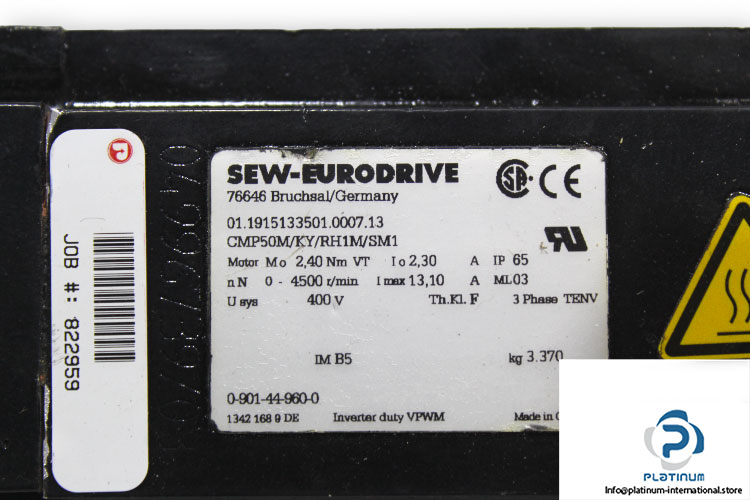 SEW-EURODRIVE
76646 Bruchsal/Germany
01.1915133501.0007.13
CMP50M/KY/RH1M/SM1
Motor Mo 2,40 Nm VT Io 2,30 A IP 65
nN 0 - 4500 r/min Imax 13,10 A ML03
Usys 400 V Th.Kl. F 3 Phase TENV
IM B5 kg 3.370
0-901-44-960-0
1342 168 9 DE Inverter duty VPWM Made in
JOB #: 822959
PLATINUM
Info@platinum-international.store